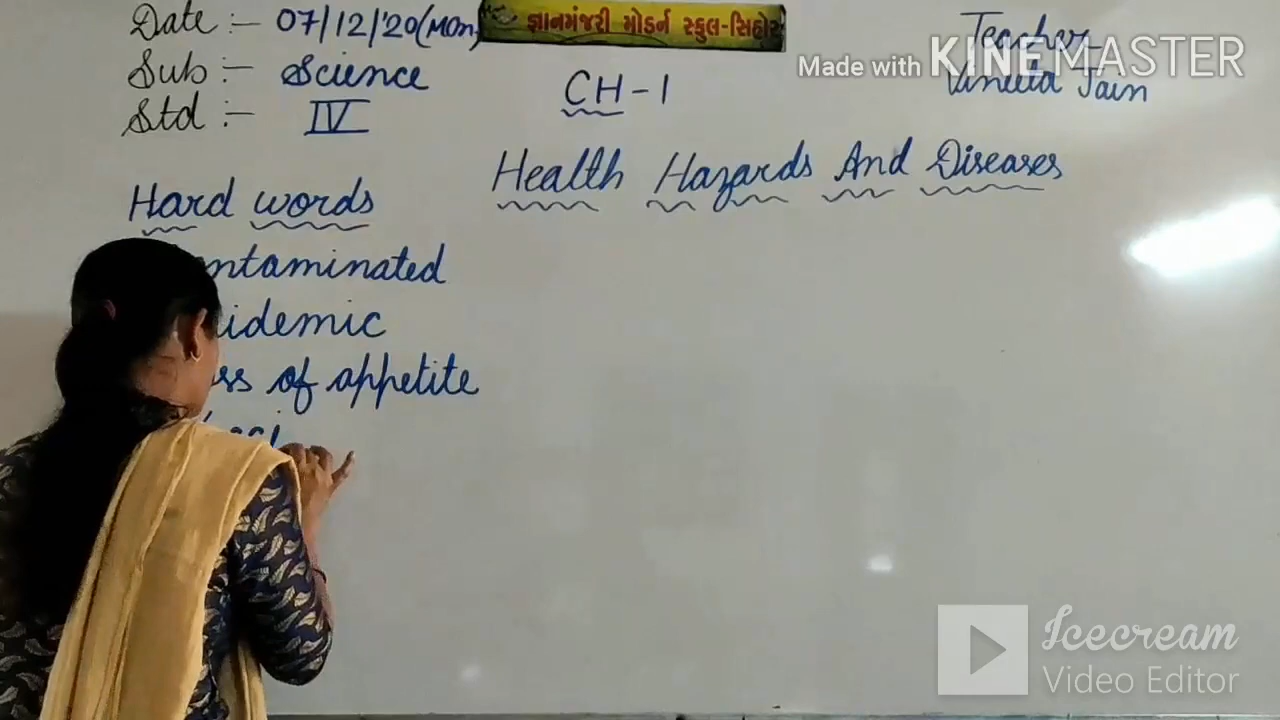 Date :- 07/12/'20(Mon)
જ્ઞાનમંજરી મોડર્ન સ્કુલ-સિહોર
Teacher
Made with KINEMASTER
Sub :- Science
CH-1
Vineeta Jain
Std :- IV
Health Hazards And Diseases
Hard words
ntaminated
idemic
ss of appetite
Icecream
Video Editor